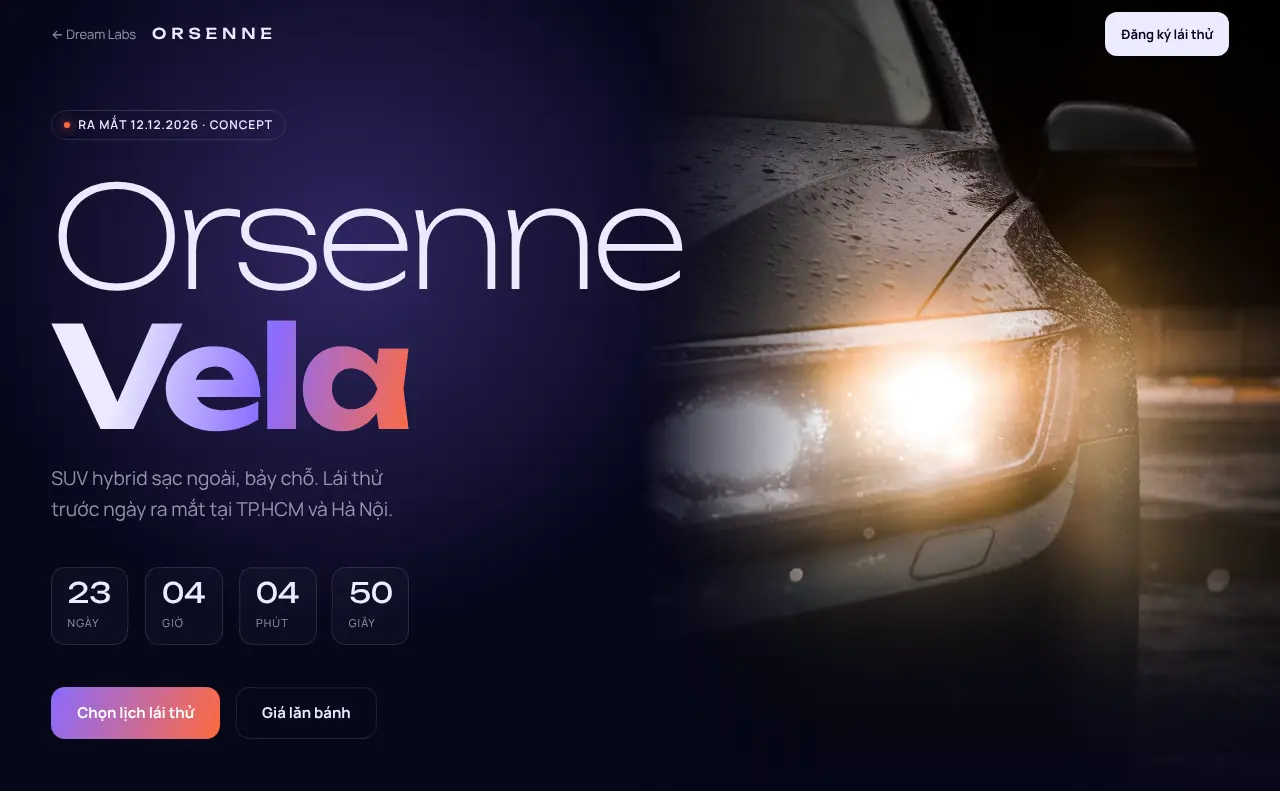 ← Dream Labs ORSENNE
Đăng ký lái thử
RA MẮT 12.12.2026 · CONCEPT
Orsenne
Vela
SUV hybrid sạc ngoài, bảy chỗ. Lái thử
trước ngày ra mắt tại TP.HCM và Hà Nội.
23 04 04 50
NGÀY GIỜ PHÚT GIÂY
Chọn lịch lái thử Giá lăn bánh